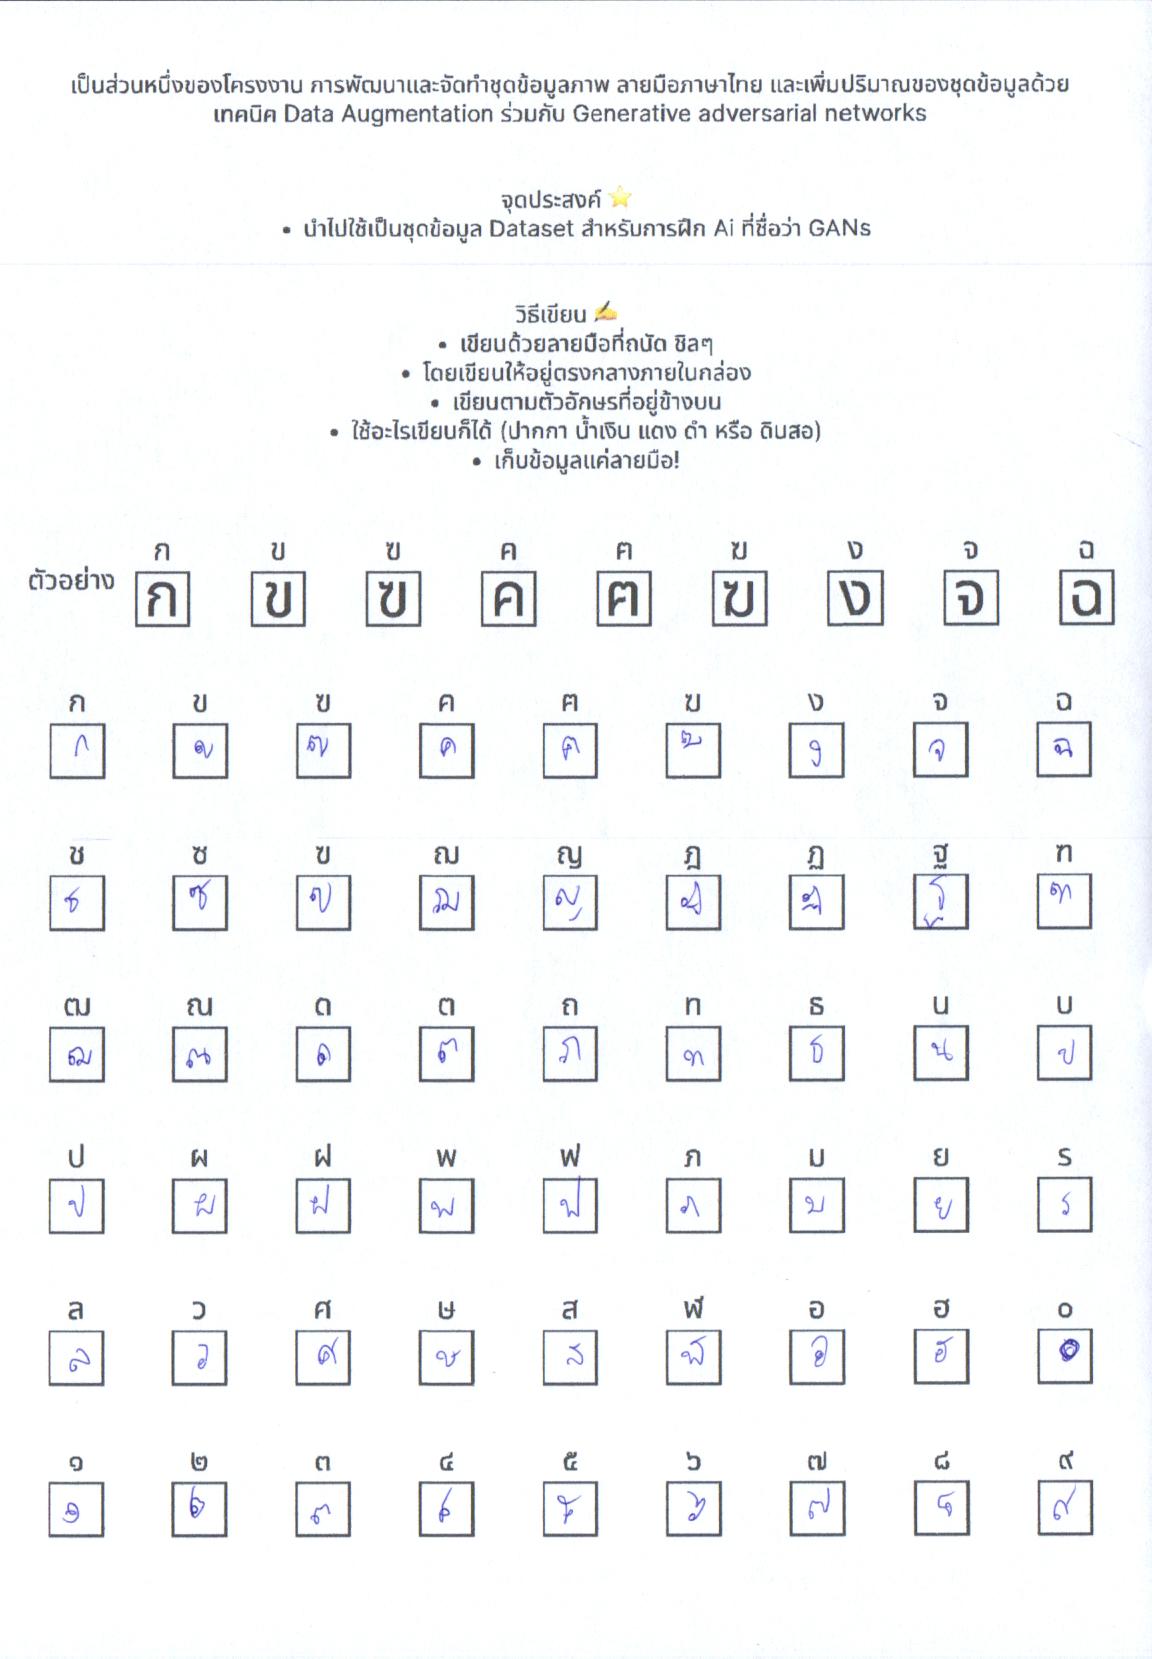 เป็นส่วนหนึ่งของโครงงาน การพัฒนาและจัดทำชุดข้อมูลภาพ ลายมือภาษาไทย และเพิ่มปริมาณของชุดข้อมูลด้วย
เทคนิค Data Augmentation ร่วมกับ Generative adversarial networks
จุดประสงค์ ⭐
• นำไปใช้เป็นชุดข้อมูล Dataset สำหรับการฝึก Ai ที่ชื่อว่า GANs
วิธีเขียน ✍
• เขียนด้วยลายมือที่ถนัด ชิลๆ
• โดยเขียนให้อยู่ตรงกลางภายในกล่อง
• เขียนตามตัวอักษรที่อยู่ข้างบน
• ใช้อะไรเขียนก็ได้ (ปากกา น้ำเงิน แดง ดำ หรือ ดินสอ)
• เก็บข้อมูลแค่ลายมือ!
ก ข ฃ ค ฅ ฆ ง จ ฉ
ตัวอย่าง ก ข ฃ ค ฅ ฆ ง จ ฉ
ก ข ฃ ค ฅ ฆ ง จ ฉ
ก ข ฃ ค ฅ ฆ ง จ ฉ
ช ซ ฃ ฌ ญ ฎ ฏ ฐ ฑ
ช ซ ฃ ฌ ญ ฎ ฏ ฐ ฑ
ฒ ณ ด ต ถ ท ธ น บ
ฒ ณ ด ต ถ ท ธ น บ
ป ผ ฝ พ ฟ ภ ม ย ร
ป ผ ฝ พ ฟ ภ ม ย ร
ล ว ศ ษ ส ฬ อ ฮ ๐
ล ว ศ ษ ส ฬ อ ฮ ๐
๑ ๒ ๓ ๔ ๕ ๖ ๗ ๘ ๙
๑ ๒ ๓ ๔ ๕ ๖ ๗ ๘ ๙